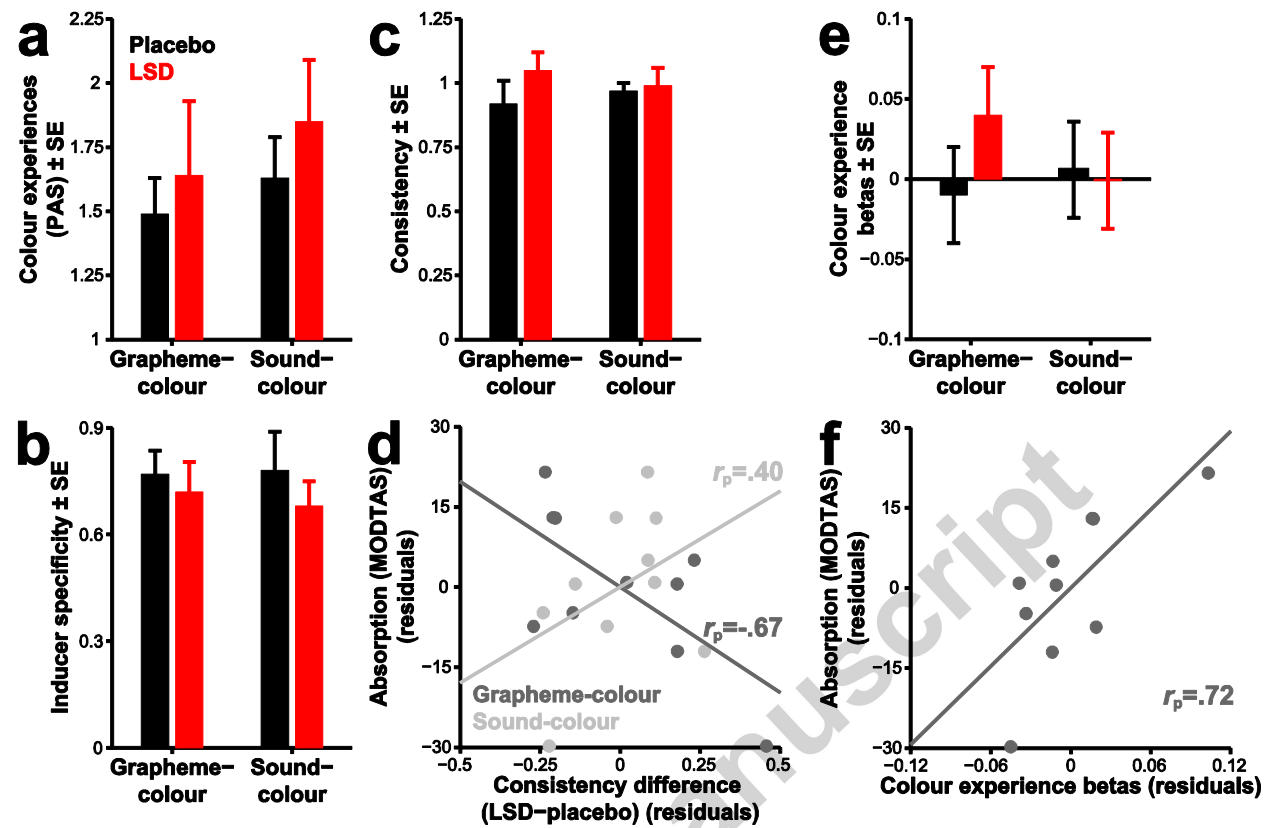 a
Colour experiences
(PAS) ± SE
2.25
2
1.75
1.5
1.25
1
Placebo
LSD
Grapheme−
colour
Sound−
colour
c
Consistency ± SE
1.25
1
0.75
0.5
0.25
0
Grapheme−
colour
Sound−
colour
e
Colour experience
betas ± SE
0.1
0.05
0
−0.05
−0.1
Grapheme−
colour
Sound−
colour
b
Inducer specificity ± SE
0.9
0.6
0.3
0
Grapheme−
colour
Sound−
colour
d
Absorption (MODTAS)
(residuals)
30
15
0
−15
−30
rp=.40
rp=-.67
Grapheme-colour
Sound-colour
−0.5
−0.25
0
0.25
0.5
Consistency difference
(LSD−placebo) (residuals)
f
Absorption (MODTAS)
(residuals)
30
15
0
−15
−30
rp=.72
−0.12
−0.06
0
0.06
0.12
Colour experience betas (residuals)
anuscript